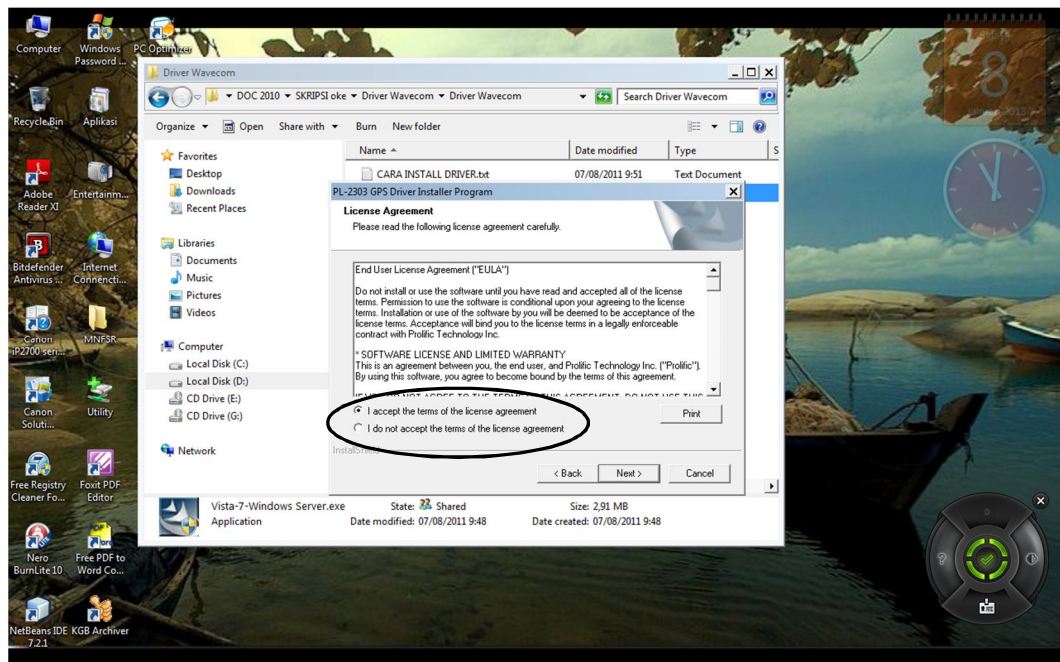 Computer
Windows Password ...
PC Optimizer
Recycle Bin
Aplikasi
Adobe Reader XI
Entertainm...
Bitdefender Antivirus ...
Internet Connencti...
Canon iP2700 seri...
MNFSR
Canon Soluti...
Utility
Free Registry Cleaner Fo...
Foxit PDF Editor
Nero BurnLite 10
Free PDF to Word Co...
NetBeans IDE 7.2.1
KGB Archiver
Driver Wavecom
DOC 2010 SKRIPSI oke Driver Wavecom Driver Wavecom
Search Driver Wavecom
Organize Open Share with Burn New folder
Favorites
Desktop
Downloads
Recent Places
Libraries
Documents
Music
Pictures
Videos
Computer
Local Disk (C:)
Local Disk (D:)
CD Drive (E:)
CD Drive (G:)
Network
Name Date modified Type S
CARA INSTALL DRIVER.txt 07/08/2011 9:51 Text Document
PL-2303 GPS Driver Installer Program
License Agreement
Please read the following license agreement carefully.
End User License Agreement ("EULA")
Do not install or use the software until you have read and accepted all of the license
terms. Permission to use the software is conditional upon your agreeing to the license
terms. Installation or use of the software by you will be deemed to be acceptance of the
license terms. Acceptance will bind you to the license terms in a legally enforceable
contract with Prolific Technology Inc.
* SOFTWARE LICENSE AND LIMITED WARRANTY
This is an agreement between you, the end user, and Prolific Technology Inc. ("Prolific").
By using this software, you agree to become bound by the terms of this agreement.
I accept the terms of the license agreement
I do not accept the terms of the license agreement
Print
InstallShield
< Back Next > Cancel
Vista-7-Windows Server.exe State: Shared Size: 2,91 MB
Application Date modified: 07/08/2011 9:48 Date created: 07/08/2011 9:48
8
0